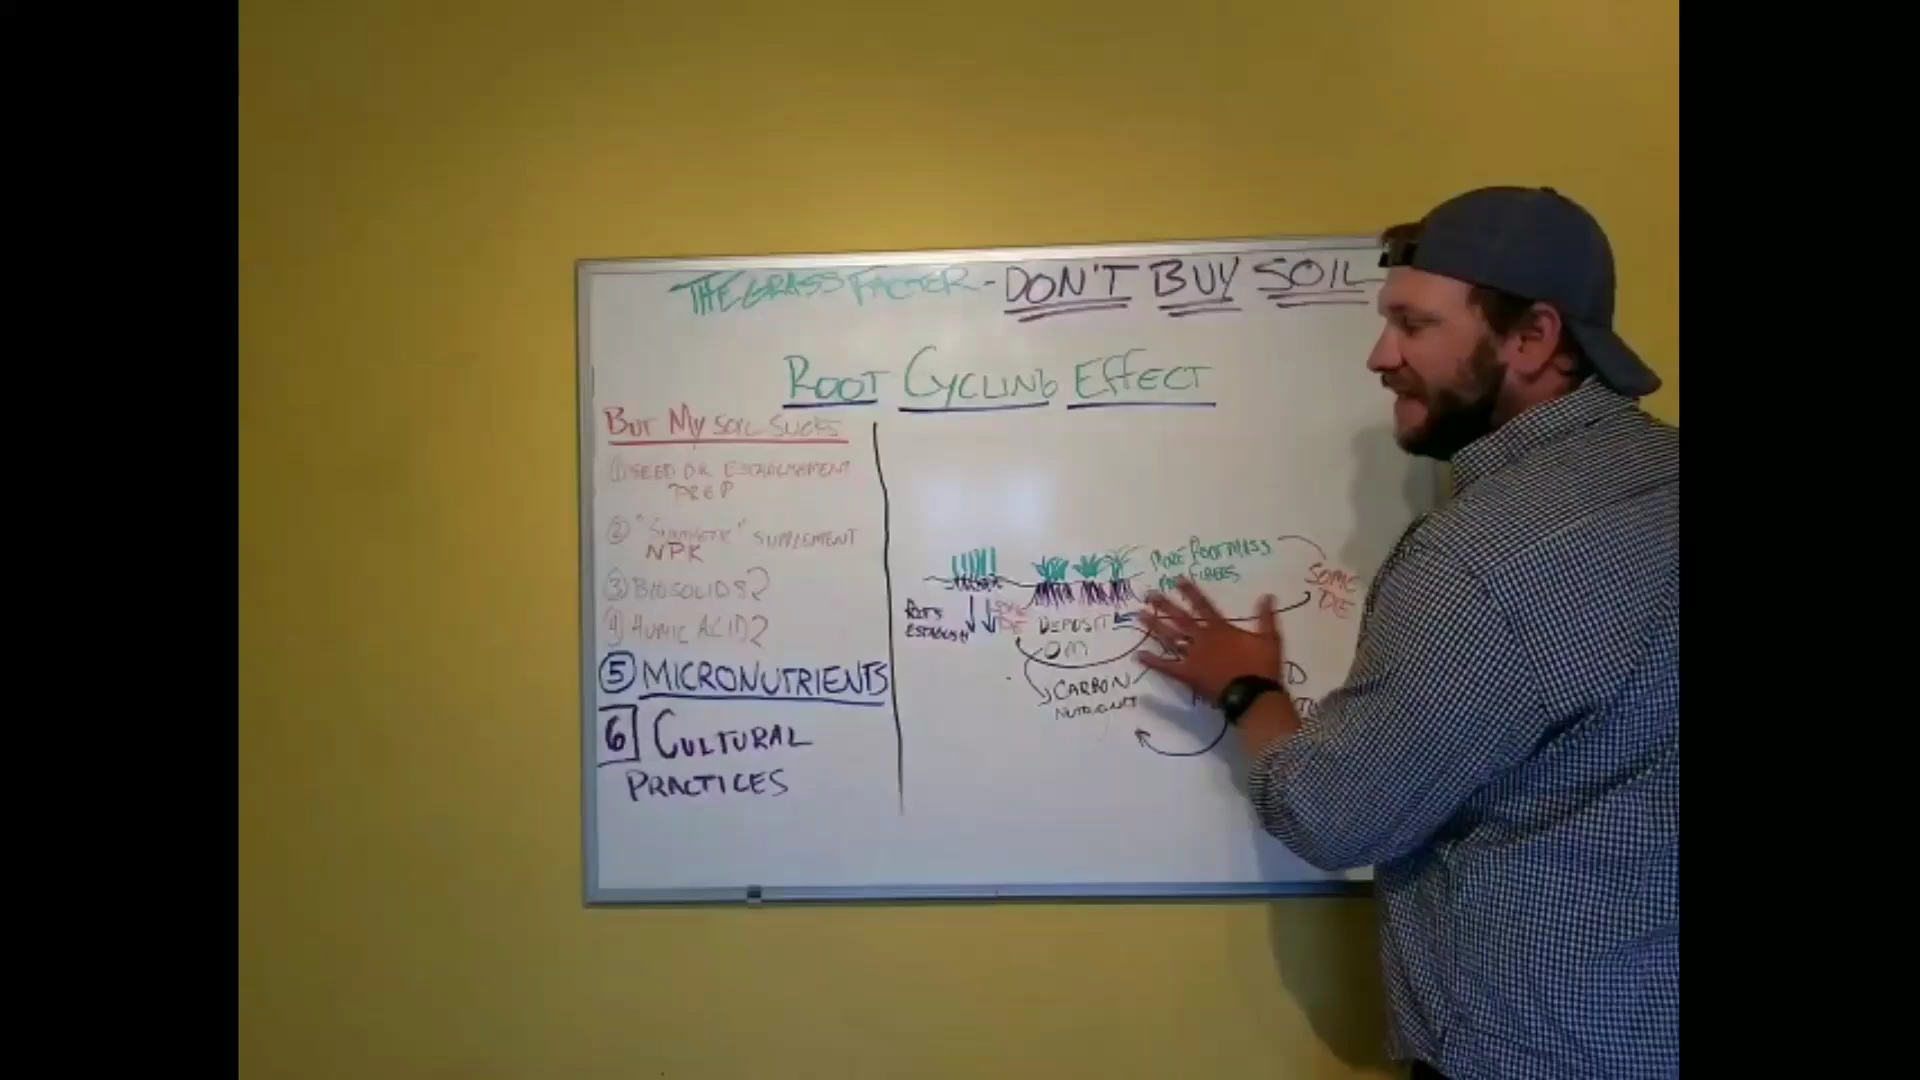 THE GRASS FACTOR - DON'T BUY SOIL
ROOT CYCLING EFFECT
BUT MY SOIL SUCKS
① SEED OR ESTABLISHMENT
PREP
② "SYNTHETIC" SUPPLEMENT
NPK
③ BIOSOLIDS?
④ HUMIC ACID?
⑤ MICRONUTRIENTS
6 CULTURAL
PRACTICES
MORE ROOT MASS
FIBERS
SOME
DIE
ROOTS
ESTABLISH
SOME
DIE
DEPOSIT
OM
CARBON
NUTRIENT